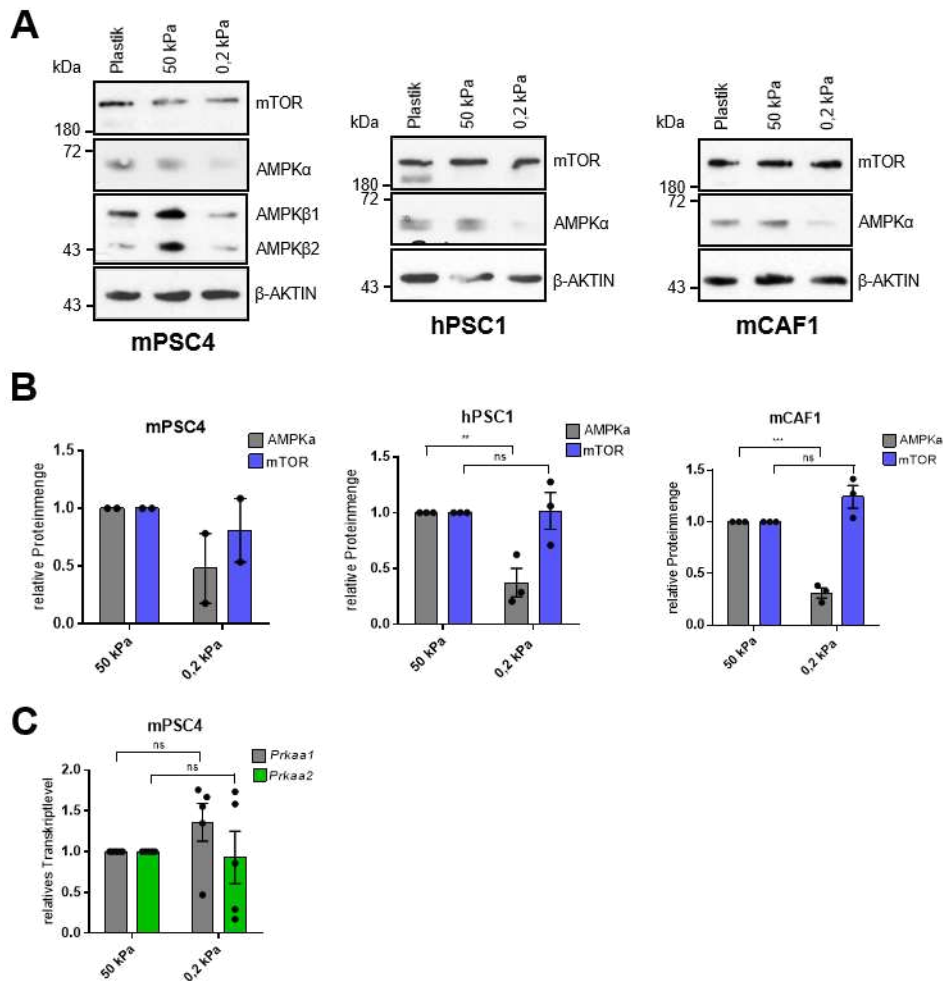 A
kDa
Plastik
50 kPa
0,2 kPa
mTOR
180
72
AMPKα
AMPKβ1
AMPKβ2
43
β-AKTIN
43
mPSC4
kDa
Plastik
50 kPa
0,2 kPa
mTOR
180
72
AMPKα
β-AKTIN
43
hPSC1
kDa
Plastik
50 kPa
0,2 kPa
mTOR
180
72
AMPKα
β-AKTIN
43
mCAF1
B
mPSC4
AMPKa
mTOR
relative Proteinmenge
1.5
1.0
0.5
0.0
50 kPa
0,2 kPa
hPSC1
AMPKa
mTOR
**
ns
relative Proteinmenge
1.5
1.0
0.5
0.0
50 kPa
0,2 kPa
mCAF1
AMPKa
mTOR
***
ns
relative Proteinmenge
1.5
1.0
0.5
0.0
50 kPa
0,2 kPa
C
mPSC4
ns
ns
Prkaa1
Prkaa2
relatives Transkriptlevel
2.0
1.5
1.0
0.5
0.0
50 kPa
0,2 kPa